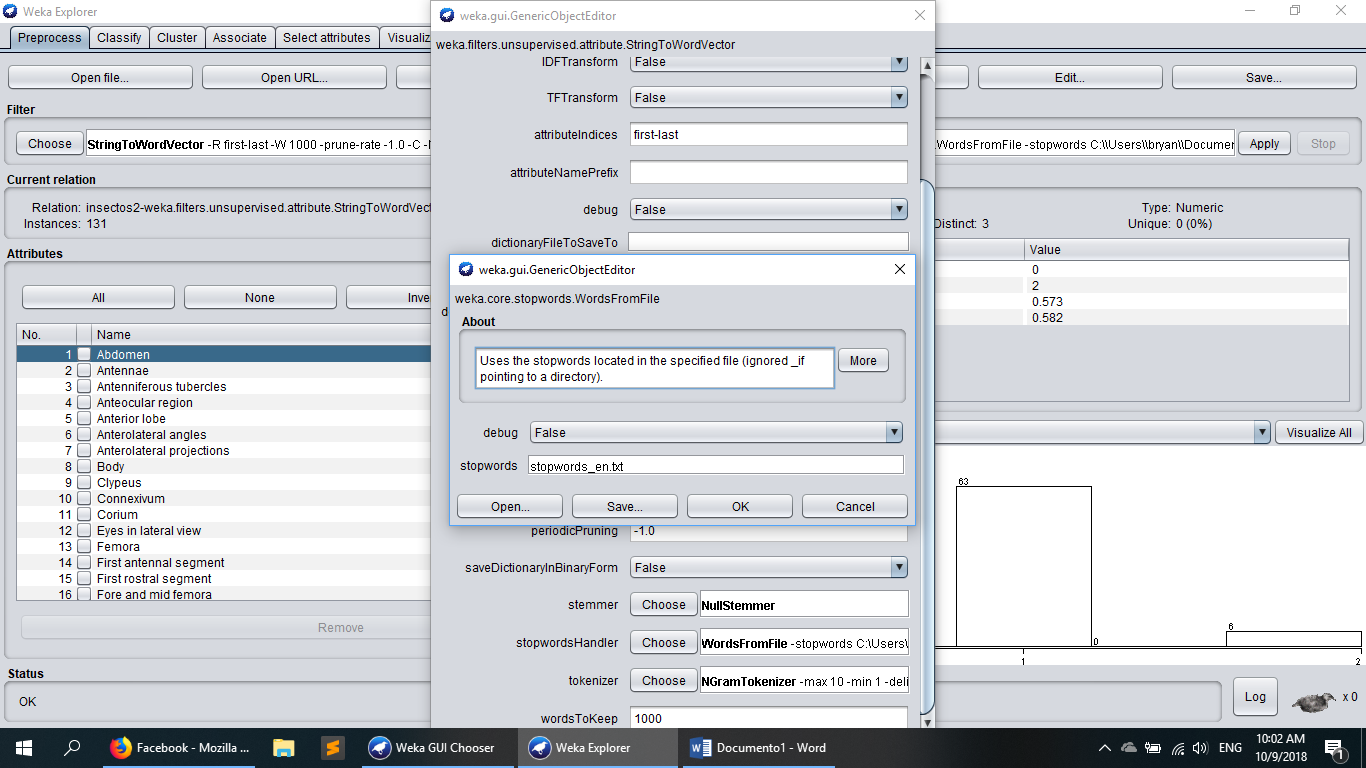 Weka Explorer
Preprocess Classify Cluster Associate Select attributes Visualiz
Open file... Open URL... Edit... Save...
Filter
Choose StringToWordVector -R first-last -W 1000 -prune-rate -1.0 -C
WordsFromFile -stopwords C:\\Users\\bryan\\Documen Apply Stop
Current relation
Relation: insectos2-weka.filters.unsupervised.attribute.StringToWordVect
Instances: 131
Distinct: 3
Type: Numeric
Unique: 0 (0%)
Attributes
All None Inve
No. Name
1 Abdomen
2 Antennae
3 Antenniferous tubercles
4 Anteocular region
5 Anterior lobe
6 Anterolateral angles
7 Anterolateral projections
8 Body
9 Clypeus
10 Connexivum
11 Corium
12 Eyes in lateral view
13 Femora
14 First antennal segment
15 First rostral segment
16 Fore and mid femora
Remove
Status
OK
weka.gui.GenericObjectEditor
weka.filters.unsupervised.attribute.StringToWordVector
IDFTransform False
TFTransform False
attributeIndices first-last
attributeNamePrefix
debug False
dictionaryFileToSaveTo
weka.gui.GenericObjectEditor
weka.core.stopwords.WordsFromFile
About
Uses the stopwords located in the specified file (ignored _if
pointing to a directory).
More
debug False
stopwords stopwords_en.txt
Open... Save... OK Cancel
periodicPruning -1.0
saveDictionaryInBinaryForm False
stemmer Choose NullStemmer
stopwordsHandler Choose WordsFromFile -stopwords C:\Users\
tokenizer Choose NGramTokenizer -max 10 -min 1 -deli
wordsToKeep 1000
Value
0
2
0.573
0.582
Visualize All
63
0
6
1
2
Log x 0
Facebook - Mozilla ... Weka GUI Chooser Weka Explorer Documento1 - Word
ENG
10:02 AM
10/9/2018
1